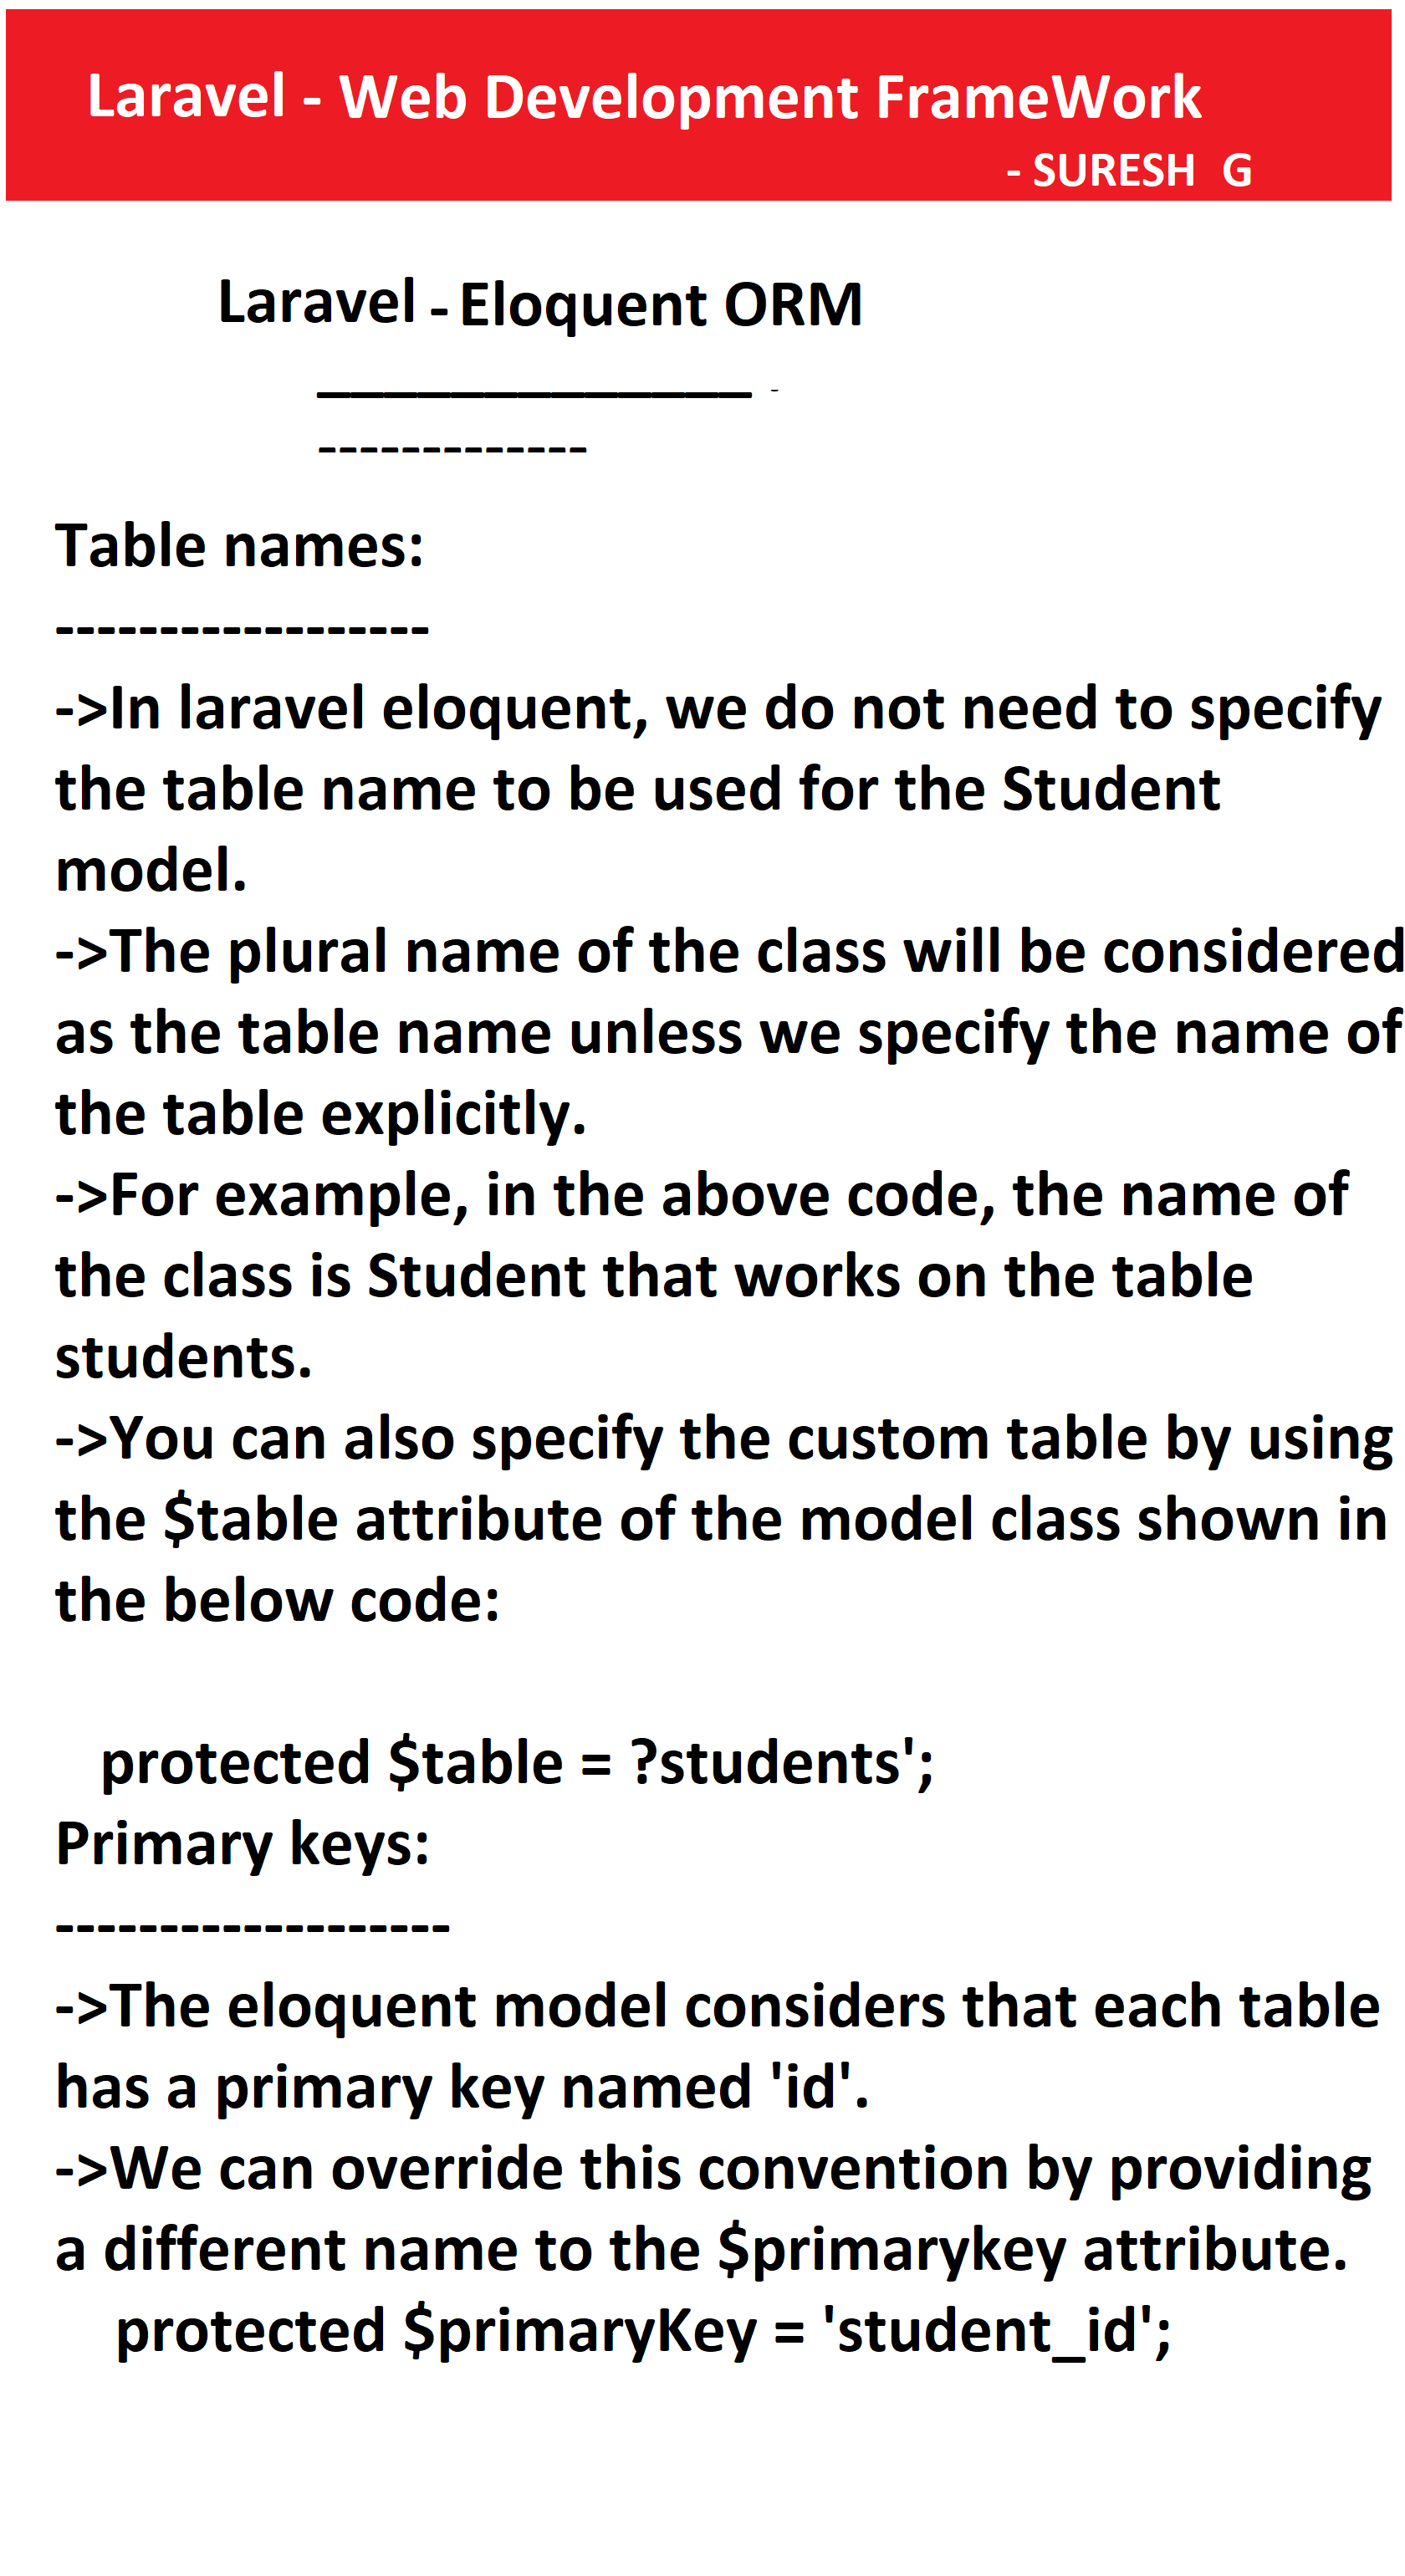 Laravel - Web Development FrameWork
- SURESH G
Laravel - Eloquent ORM
_____________ -
-------------
Table names:
------------------
->In laravel eloquent, we do not need to specify
the table name to be used for the Student
model.
->The plural name of the class will be considered
as the table name unless we specify the name of
the table explicitly.
->For example, in the above code, the name of
the class is Student that works on the table
students.
->You can also specify the custom table by using
the $table attribute of the model class shown in
the below code:
protected $table = ?students';
Primary keys:
-------------------
->The eloquent model considers that each table
has a primary key named 'id'.
->We can override this convention by providing
a different name to the $primarykey attribute.
protected $primaryKey = 'student_id';